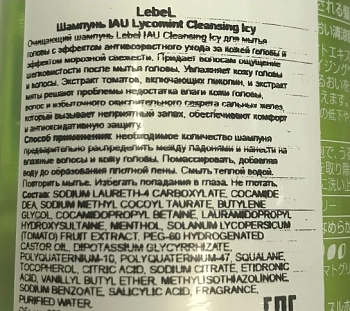 LebeL
Шампунь IAU Lycomint Cleansing Icy
Очищающий шампунь Lebel IAU Cleansing Icy для мытья
головы с эффектом антивозрастного ухода за кожей головы и
эффектом морозной свежести. Придает волосам ощущение
шелковистости после мытья головы. Увлажняет кожу головы
и волосы. Экстракт томатов, включающих ликопин, и экстракт
мяты решают проблемы недостатка влаги кожи головы,
волос и избыточного омыляющего секрета сальных желез,
который вызывает неприятный запах, обеспечивают комфорт
и антиоксидативную защиту.
Способ применения: необходимое количество шампуня
предварительно распределить между ладонями и нанести на
влажные волосы и кожу головы. Помассировать, добавляя
воду до образования плотной пены. Смыть теплой водой.
Повторить мытье. Избегать попадания в глаза. Не глотать.
Состав: SODIUM LAURETH-4 CARBOXYLATE, COCAMIDE
DEA, SODIUM METHYL COCOYL TAURATE, BUTYLENE
GLYCOL, COCAMIDOPROPYL BETAINE, LAURAMIDOPROPYL
HYDROXYSULTAINE, MENTHOL, SOLANUM LYCOPERSICUM
(TOMATO) FRUIT EXTRACT, PEG-60 HYDROGENATED
CASTOR OIL, DIPOTASSIUM GLYCYRRHIZATE,
POLYQUATERNIUM-10, POLYQUATERNIUM-47, SQUALANE,
TOCOPHEROL, CITRIC ACID, SODIUM CITRATE, ETIDRONIC
ACID, VANILLYL BUTYL ETHER, METHYLISOTHIAZOLINONE,
SODIUM BENZOATE, SALICYLIC ACID, FRAGRANCE,
PURIFIED WATER.